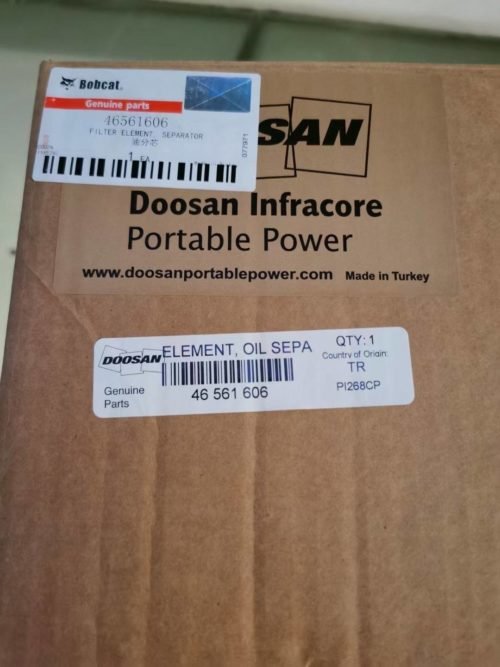 Bobcat.
Genuine parts
46561606
FILTER ELEMENT, SEPARATOR
油分芯
1 EA
077971
SAN
Doosan Infracore
Portable Power
www.doosanportablepower.com Made in Turkey
DOOSAN
ELEMENT, OIL SEPA
QTY: 1
Country of Origin:
TR
Genuine
Parts
46 561 606
PI268CP